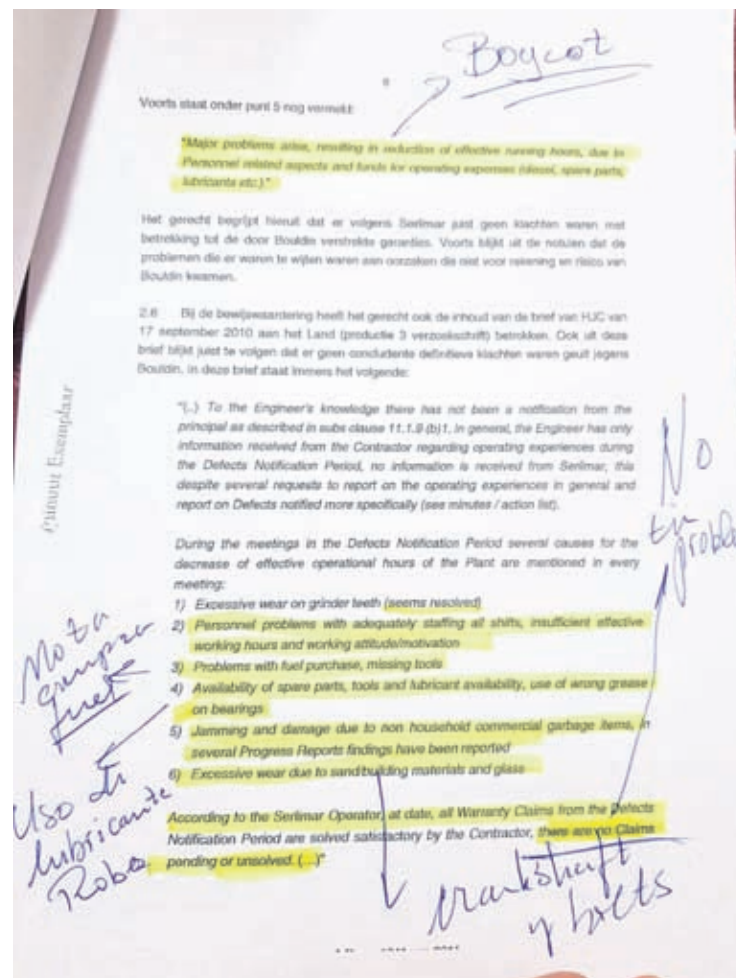 Boycot
Voorts staat onder punt 5 nog vermeld:
"Major problems arise, resulting in reduction of effective running hours, due to
Personnel related aspects and funds for operating expenses (diesel, spare parts,
lubricants etc.)."
Het gerecht begrijpt hieruit dat er volgens Serlimar juist geen klachten waren met
betrekking tot de door Bouldin verstrekte garanties. Voorts blijkt uit de notulen dat de
problemen die er waren te wijten waren aan oorzaken die niet voor rekening en risico van
Bouldin kwamen.
2.6 Bij de bewijswaardering heeft het gerecht ook de inhoud van de brief van HJC van
17 september 2010 aan het Land (productie 3 verzoekschrift) betrokken. Ook uit deze
brief blijkt juist te volgen dat er geen concludente definitieve klachten waren geuit jegens
Bouldin. In deze brief staat immers het volgende:
"(..) To the Engineer's knowledge there has not been a notification from the
principal as described in subs clause 11.1.9 (b)1. In general, the Engineer has only
information received from the Contractor regarding operating experiences during
the Defects Notification Period, no information is received from Serlimar, this
despite several requests to report on the operating experiences in general and
report on Defects notified more specifically (see minutes / action list).
During the meetings in the Defects Notification Period several causes for the
decrease of effective operational hours of the Plant are mentioned in every
meeting:
1) Excessive wear on grinder teeth (seems resolved)
2) Personnel problems with adequately staffing all shifts, insufficient effective
working hours and working attitude/motivation
3) Problems with fuel purchase, missing tools
4) Availability of spare parts, tools and lubricant availability, use of wrong grease
on bearings
5) Jamming and damage due to non household commercial garbage items, in
several Progress Reports findings have been reported
6) Excessive wear due to sand/building materials and glass
According to the Serlimar Operator, at date, all Warranty Claims from the Defects
Notification Period are solved satisfactory by the Contractor, there are no Claims
pending or unsolved. (...)"
Exemplaar
No
tin
proble
No ta
cumpra
fuel
Uso di
lubricante
Robo
crankshaft
y bolts